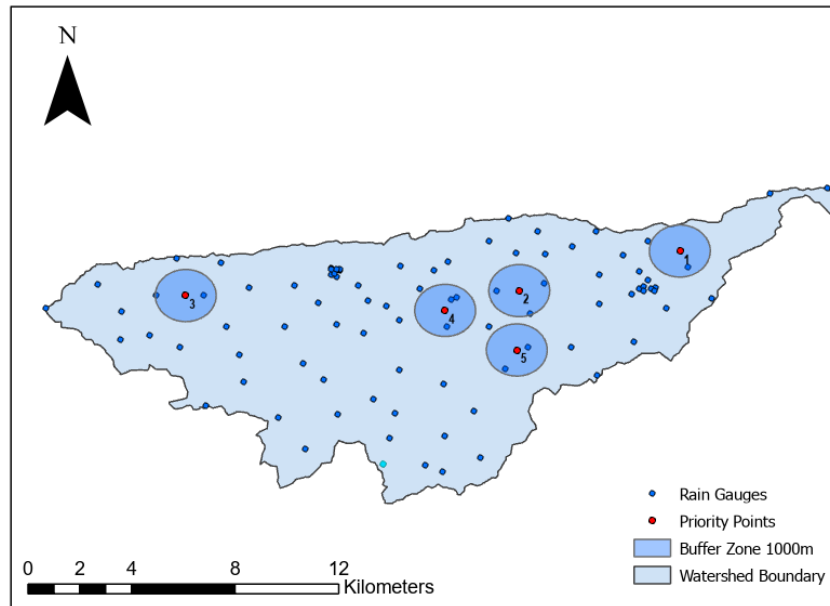 N
1
2
3
4
5
Rain Gauges
Priority Points
Buffer Zone 1000m
Watershed Boundary
0 2 4 8 12
Kilometers